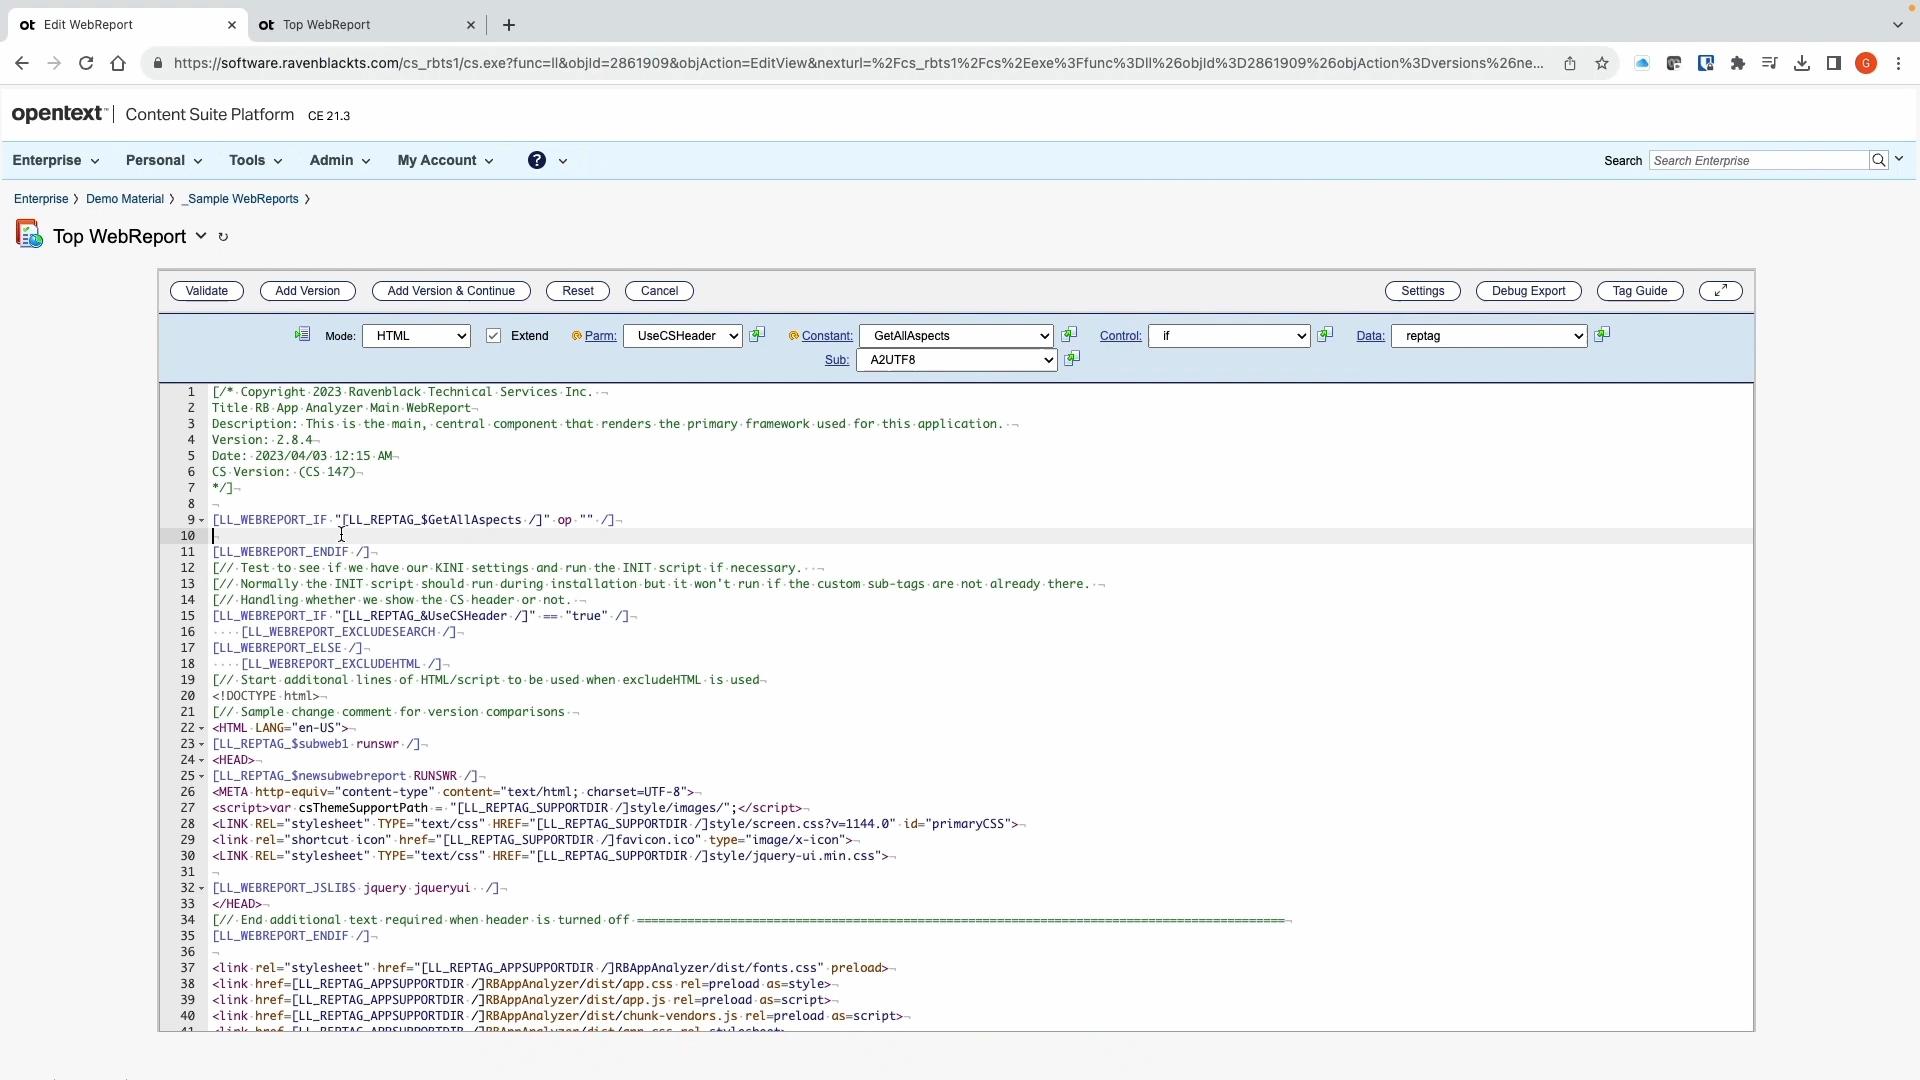 ot Edit WebReport
ot Top WebReport
https://software.ravenblackts.com/cs_rbts1/cs.exe?func=ll&objId=2861909&objAction=EditView&nexturl=%2Fcs_rbts1%2Fcs%2Eexe%3Ffunc%3Dll%26objId%3D2861909%26objAction%3Dversions%26ne...
G
opentext™ | Content Suite Platform CE 21.3
Enterprise Personal Tools Admin My Account ?
Search Search Enterprise
Enterprise 〉 Demo Material 〉 _Sample WebReports 〉
Top WebReport
Validate Add Version Add Version & Continue Reset Cancel Settings Debug Export Tag Guide
Mode: HTML Extend Parm: UseCSHeader Constant: GetAllAspects Control: if Data: reptag
Sub: A2UTF8
1 [/* Copyright 2023 Ravenblack Technical Services Inc.
2 Title RB App Analyzer Main WebReport
3 Description: This is the main, central component that renders the primary framework used for this application.
4 Version: 2.8.4
5 Date: 2023/04/03 12:15 AM
6 CS Version: (CS 147)
7 */]
8
9 [LL_WEBREPORT_IF "[LL_REPTAG_$GetAllAspects /]" op "" /]
10
11 [LL_WEBREPORT_ENDIF /]
12 [// Test to see if we have our KINI settings and run the INIT script if necessary.
13 [// Normally the INIT script should run during installation but it won't run if the custom sub-tags are not already there.
14 [// Handling whether we show the CS header or not.
15 [LL_WEBREPORT_IF "[LL_REPTAG_&UseCSHeader /]" == "true" /]
16 [LL_WEBREPORT_EXCLUDESEARCH /]
17 [LL_WEBREPORT_ELSE /]
18 [LL_WEBREPORT_EXCLUDEHTML /]
19 [// Start additonal lines of HTML/script to be used when excludeHTML is used
20 <!DOCTYPE html>
21 [// Sample change comment for version comparisons
22 <HTML LANG="en-US">
23 [LL_REPTAG_$subweb1 runswr /]
24 <HEAD>
25 [LL_REPTAG_$newsubwebreport RUNSWR /]
26 <META http-equiv="content-type" content="text/html; charset=UTF-8">
27 <script>var csThemeSupportPath = "[LL_REPTAG_SUPPORTDIR /]style/images/";</script>
28 <LINK REL="stylesheet" TYPE="text/css" HREF="[LL_REPTAG_SUPPORTDIR /]style/screen.css?v=1144.0" id="primaryCSS">
29 <link rel="shortcut icon" href="[LL_REPTAG_SUPPORTDIR /]favicon.ico" type="image/x-icon">
30 <LINK REL="stylesheet" TYPE="text/css" HREF="[LL_REPTAG_SUPPORTDIR /]style/jquery-ui.min.css">
31
32 [LL_WEBREPORT_JSLIBS jquery jqueryui /]
33 </HEAD>
34 [// End additional text required when header is turned off ==========================================================================================
35 [LL_WEBREPORT_ENDIF /]
36
37 <link rel="stylesheet" href="[LL_REPTAG_APPSUPPORTDIR /]RBAppAnalyzer/dist/fonts.css" preload>
38 <link href=[LL_REPTAG_APPSUPPORTDIR /]RBAppAnalyzer/dist/app.css rel=preload as=style>
39 <link href=[LL_REPTAG_APPSUPPORTDIR /]RBAppAnalyzer/dist/app.js rel=preload as=script>
40 <link href=[LL_REPTAG_APPSUPPORTDIR /]RBAppAnalyzer/dist/chunk-vendors.js rel=preload as=script>